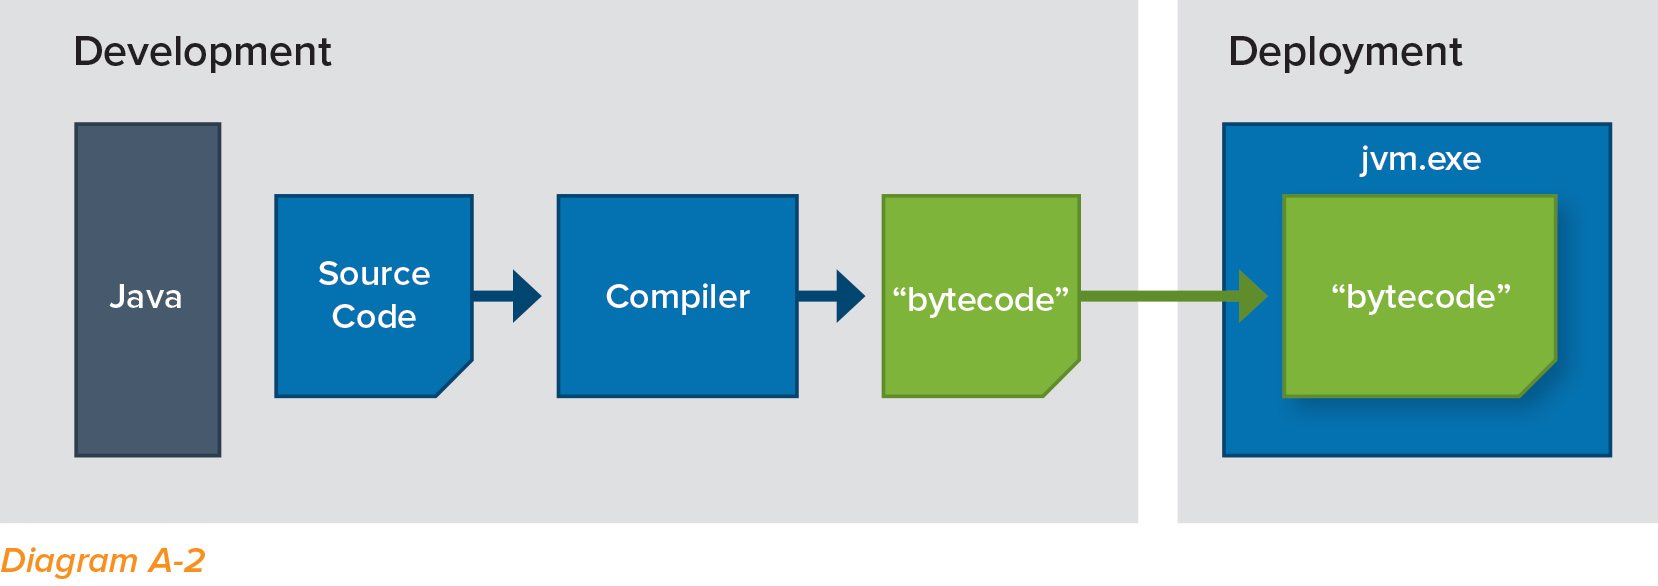 Development
Deployment
jvm.exe
Java
Source
Code
Compiler
“bytecode”
“bytecode”
Diagram A-2